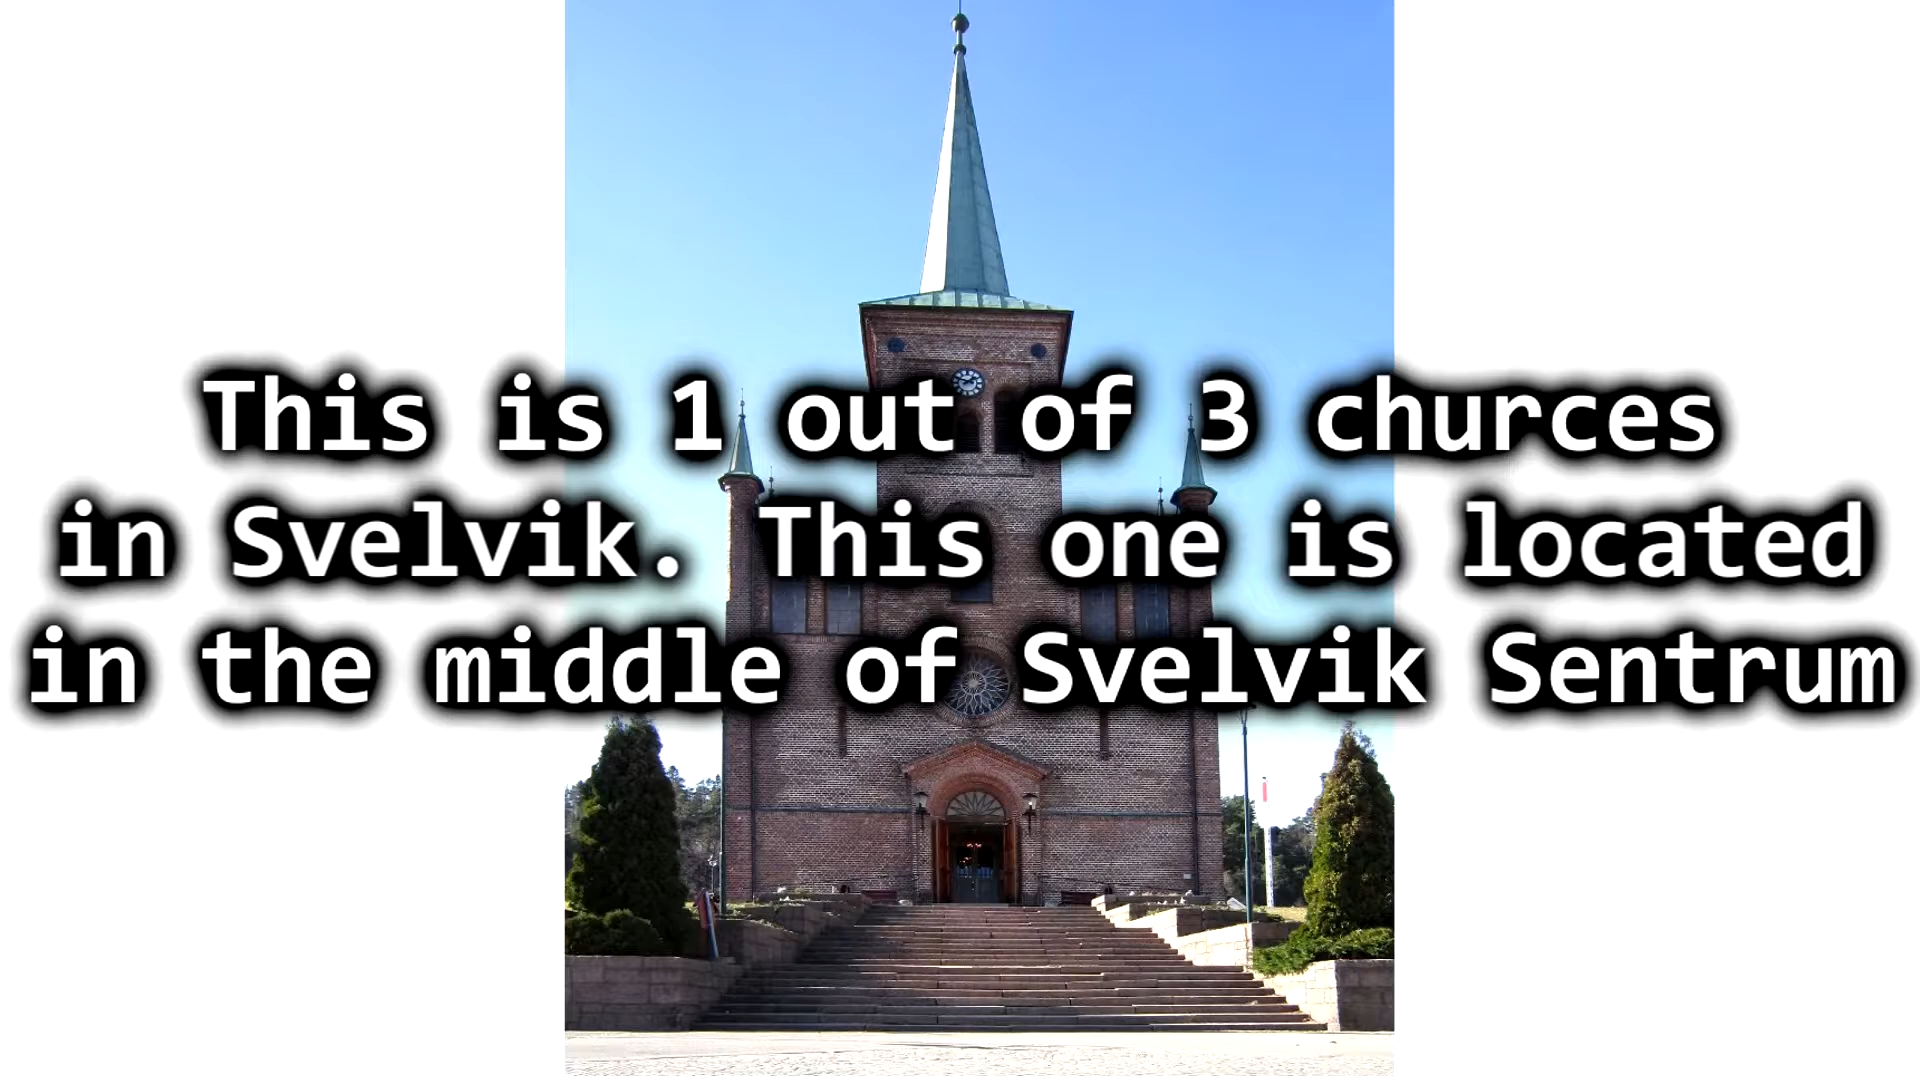 This is 1 out of 3 churces
in Svelvik. This one is located
in the middle of Svelvik Sentrum